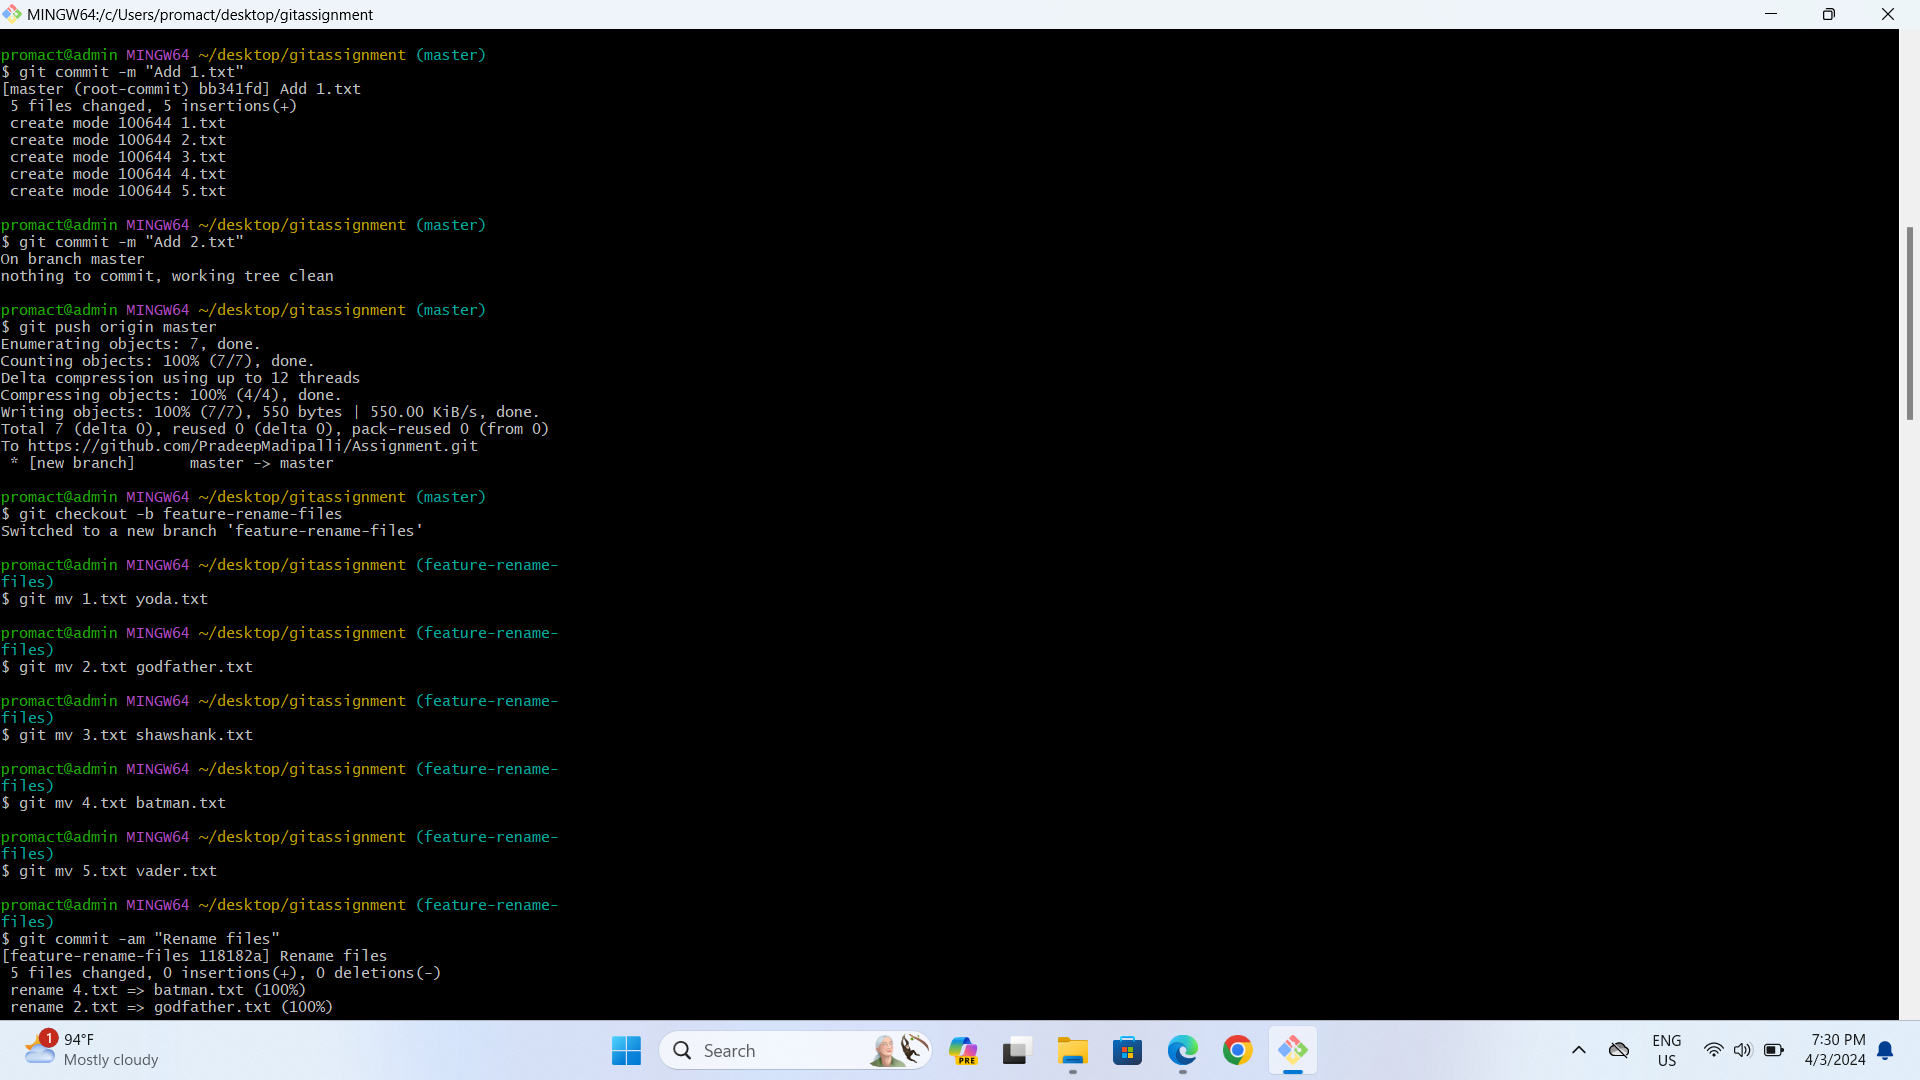 MINGW64:/c/Users/promact/desktop/gitassignment
promact@admin MINGW64 ~/desktop/gitassignment (master)
$ git commit -m "Add 1.txt"
[master (root-commit) bb341fd] Add 1.txt
 5 files changed, 5 insertions(+)
 create mode 100644 1.txt
 create mode 100644 2.txt
 create mode 100644 3.txt
 create mode 100644 4.txt
 create mode 100644 5.txt
promact@admin MINGW64 ~/desktop/gitassignment (master)
$ git commit -m "Add 2.txt"
On branch master
nothing to commit, working tree clean
promact@admin MINGW64 ~/desktop/gitassignment (master)
$ git push origin master
Enumerating objects: 7, done.
Counting objects: 100% (7/7), done.
Delta compression using up to 12 threads
Compressing objects: 100% (4/4), done.
Writing objects: 100% (7/7), 550 bytes | 550.00 KiB/s, done.
Total 7 (delta 0), reused 0 (delta 0), pack-reused 0 (from 0)
To https://github.com/PradeepMadipalli/Assignment.git
 * [new branch]      master -> master
promact@admin MINGW64 ~/desktop/gitassignment (master)
$ git checkout -b feature-rename-files
Switched to a new branch 'feature-rename-files'
promact@admin MINGW64 ~/desktop/gitassignment (feature-rename-
files)
$ git mv 1.txt yoda.txt
promact@admin MINGW64 ~/desktop/gitassignment (feature-rename-
files)
$ git mv 2.txt godfather.txt
promact@admin MINGW64 ~/desktop/gitassignment (feature-rename-
files)
$ git mv 3.txt shawshank.txt
promact@admin MINGW64 ~/desktop/gitassignment (feature-rename-
files)
$ git mv 4.txt batman.txt
promact@admin MINGW64 ~/desktop/gitassignment (feature-rename-
files)
$ git mv 5.txt vader.txt
promact@admin MINGW64 ~/desktop/gitassignment (feature-rename-
files)
$ git commit -am "Rename files"
[feature-rename-files 118182a] Rename files
 5 files changed, 0 insertions(+), 0 deletions(-)
 rename 4.txt => batman.txt (100%)
 rename 2.txt => godfather.txt (100%)
1
94°F
Mostly cloudy
Search
PRE
ENG
US
7:30 PM
4/3/2024